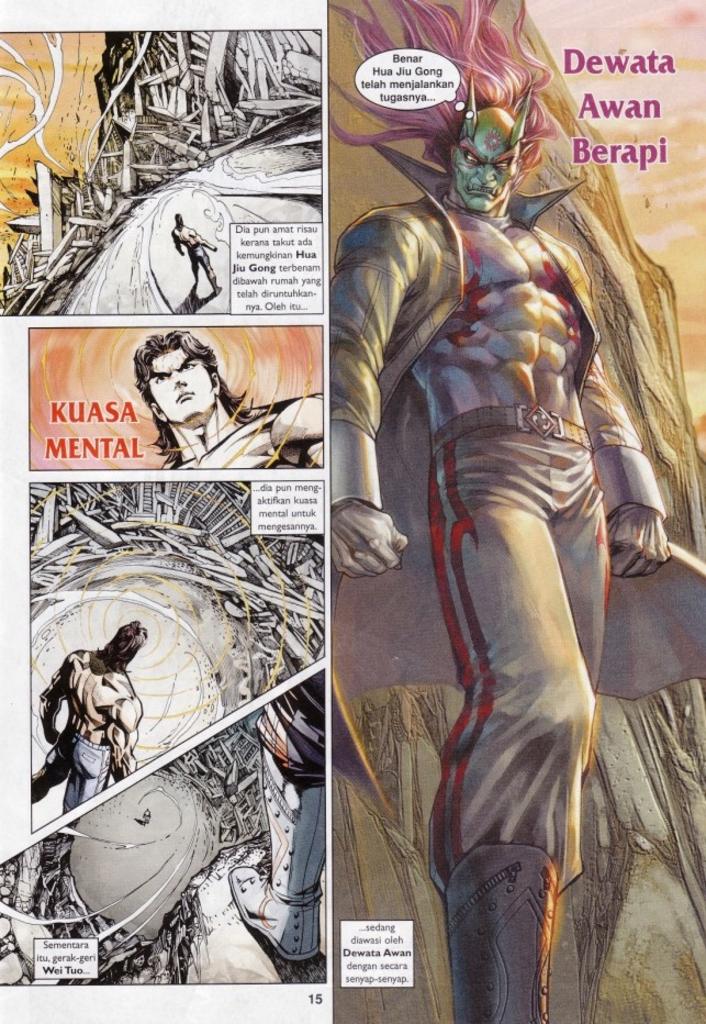 Dia pun amat risau
kerana takut ada
kemungkinan Hua
Jiu Gong terbenam
dibawah rumah yang
telah diruntuhkan-
nya. Oleh itu...
KUASA
MENTAL
...dia pun meng-
aktifkan kuasa
mental untuk
mengesannya.
Sementara
itu, gerak-geri
Wei Tuo...
15
Benar
Hua Jiu Gong
telah menjalankan
tugasnya...
Dewata
Awan
Berapi
...sedang
diawasi oleh
Dewata Awan
dengan secara
senyap-senyap.